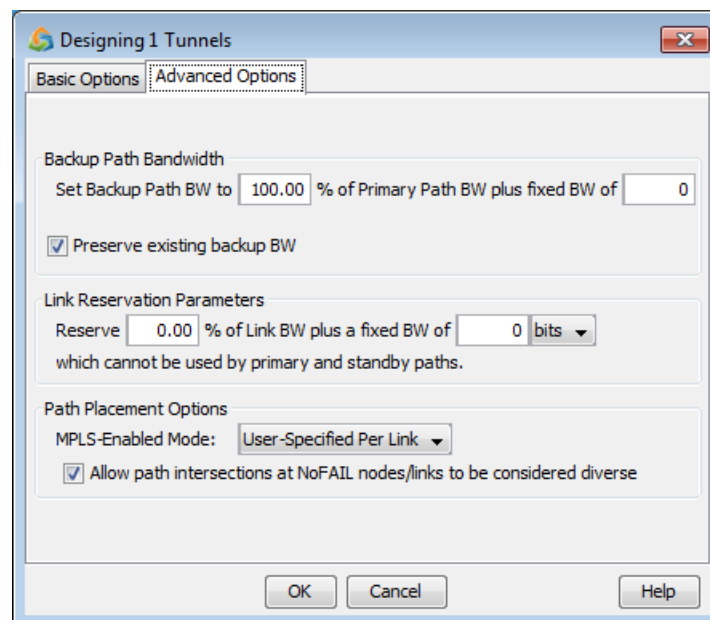 Designing 1 Tunnels
Basic Options Advanced Options
Backup Path Bandwidth
Set Backup Path BW to 100.00 % of Primary Path BW plus fixed BW of 0
Preserve existing backup BW
Link Reservation Parameters
Reserve 0.00 % of Link BW plus a fixed BW of 0 bits
which cannot be used by primary and standby paths.
Path Placement Options
MPLS-Enabled Mode: User-Specified Per Link
Allow path intersections at NoFAIL nodes/links to be considered diverse
OK Cancel Help